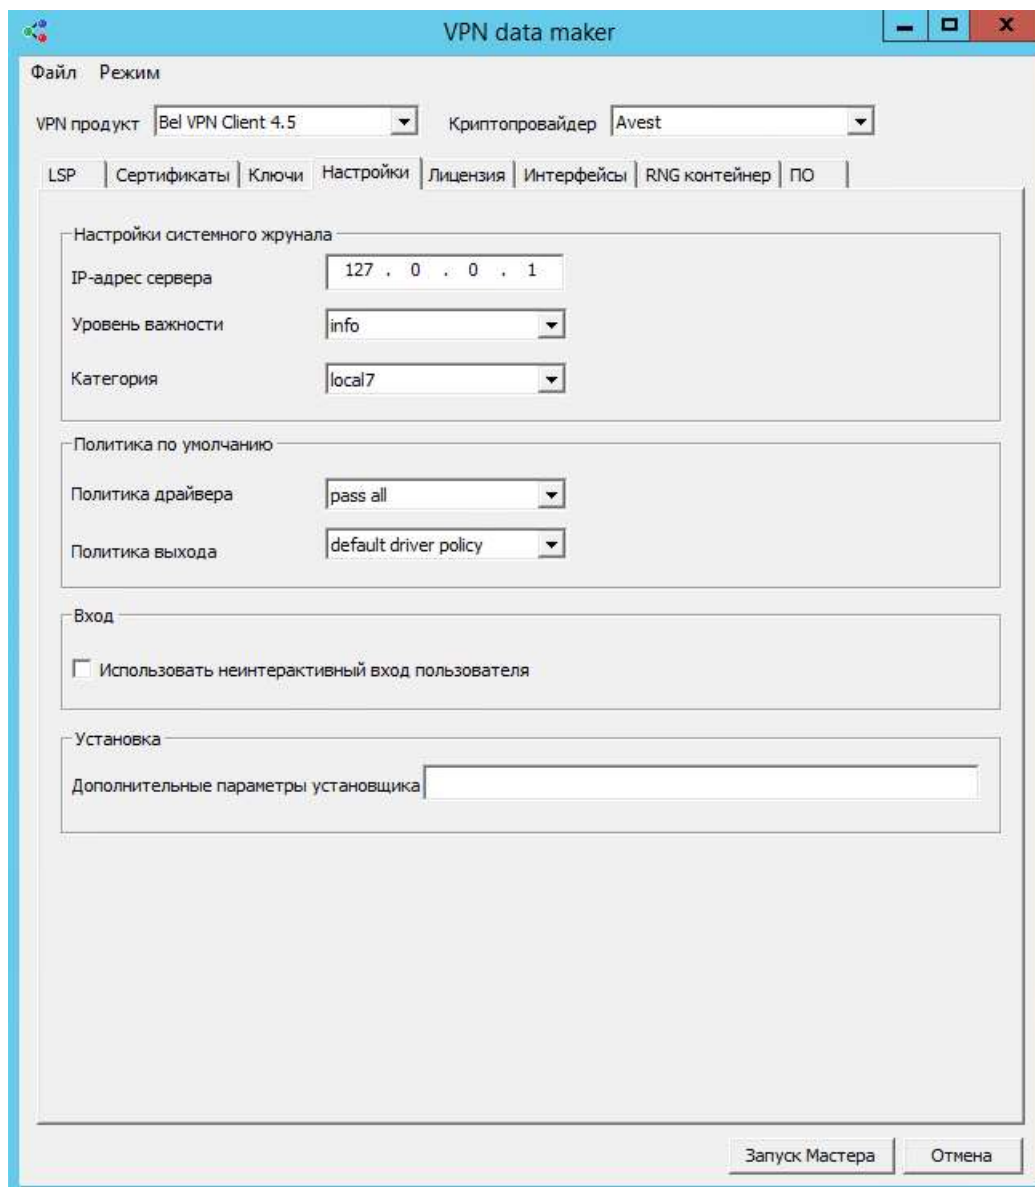 VPN data maker
Файл Режим
VPN продукт Bel VPN Client 4.5 Криптопровайдер Avest
LSP Сертификаты Ключи Настройки Лицензия Интерфейсы RNG контейнер ПО
Настройки системного жрунала
IP-адрес сервера 127 . 0 . 0 . 1
Уровень важности info
Категория local7
Политика по умолчанию
Политика драйвера pass all
Политика выхода default driver policy
Вход
Использовать неинтерактивный вход пользователя
Установка
Дополнительные параметры установщика
Запуск Мастера Отмена